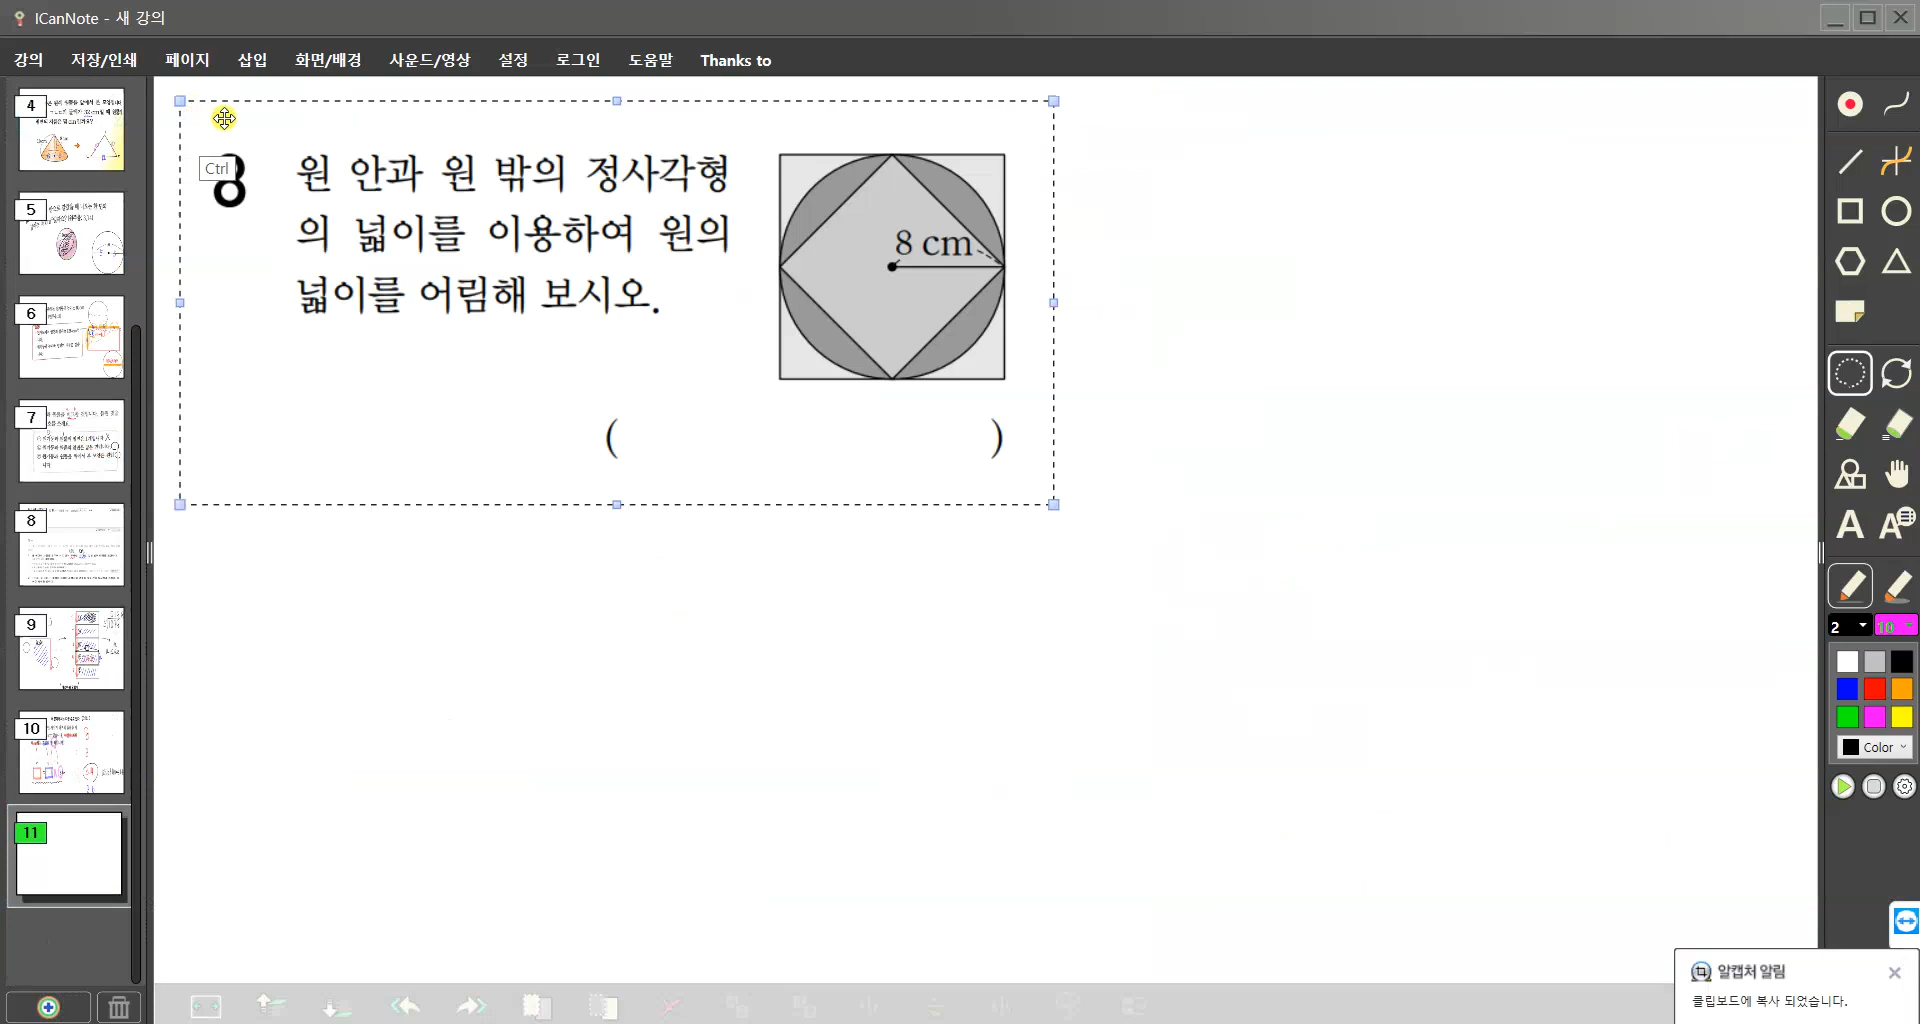 ICanNote - 새 강의
강의 저장/인쇄 페이지 삽입 화면/배경 사운드/영상 설정 로그인 도움말 Thanks to
4
5
6
7
8
9
10
11
Ctrl
8 원 안과 원 밖의 정사각형
의 넓이를 이용하여 원의
넓이를 어림해 보시오.
8 cm
( )
A A
2 10
Color
알캡처 알림
클립보드에 복사 되었습니다.